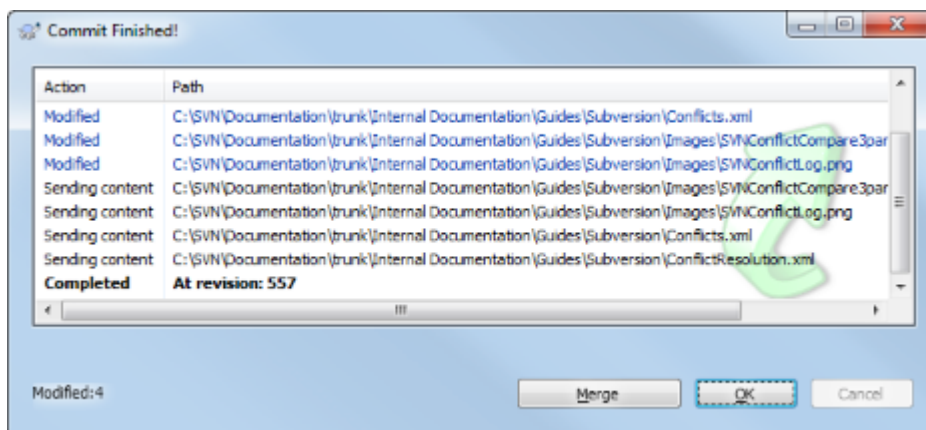 Commit Finished!
Action Path
Modified C:\SVN\Documentation\trunk\Internal Documentation\Guides\Subversion\Conflicts.xml
Modified C:\SVN\Documentation\trunk\Internal Documentation\Guides\Subversion\Images\SVNConflictCompare3par
Modified C:\SVN\Documentation\trunk\Internal Documentation\Guides\Subversion\Images\SVNConflictLog.png
Sending content C:\SVN\Documentation\trunk\Internal Documentation\Guides\Subversion\Images\SVNConflictCompare3par
Sending content C:\SVN\Documentation\trunk\Internal Documentation\Guides\Subversion\Images\SVNConflictLog.png
Sending content C:\SVN\Documentation\trunk\Internal Documentation\Guides\Subversion\Conflicts.xml
Sending content C:\SVN\Documentation\trunk\Internal Documentation\Guides\Subversion\ConflictResolution.xml
Completed At revision: 557
Modified:4 Merge OK Cancel